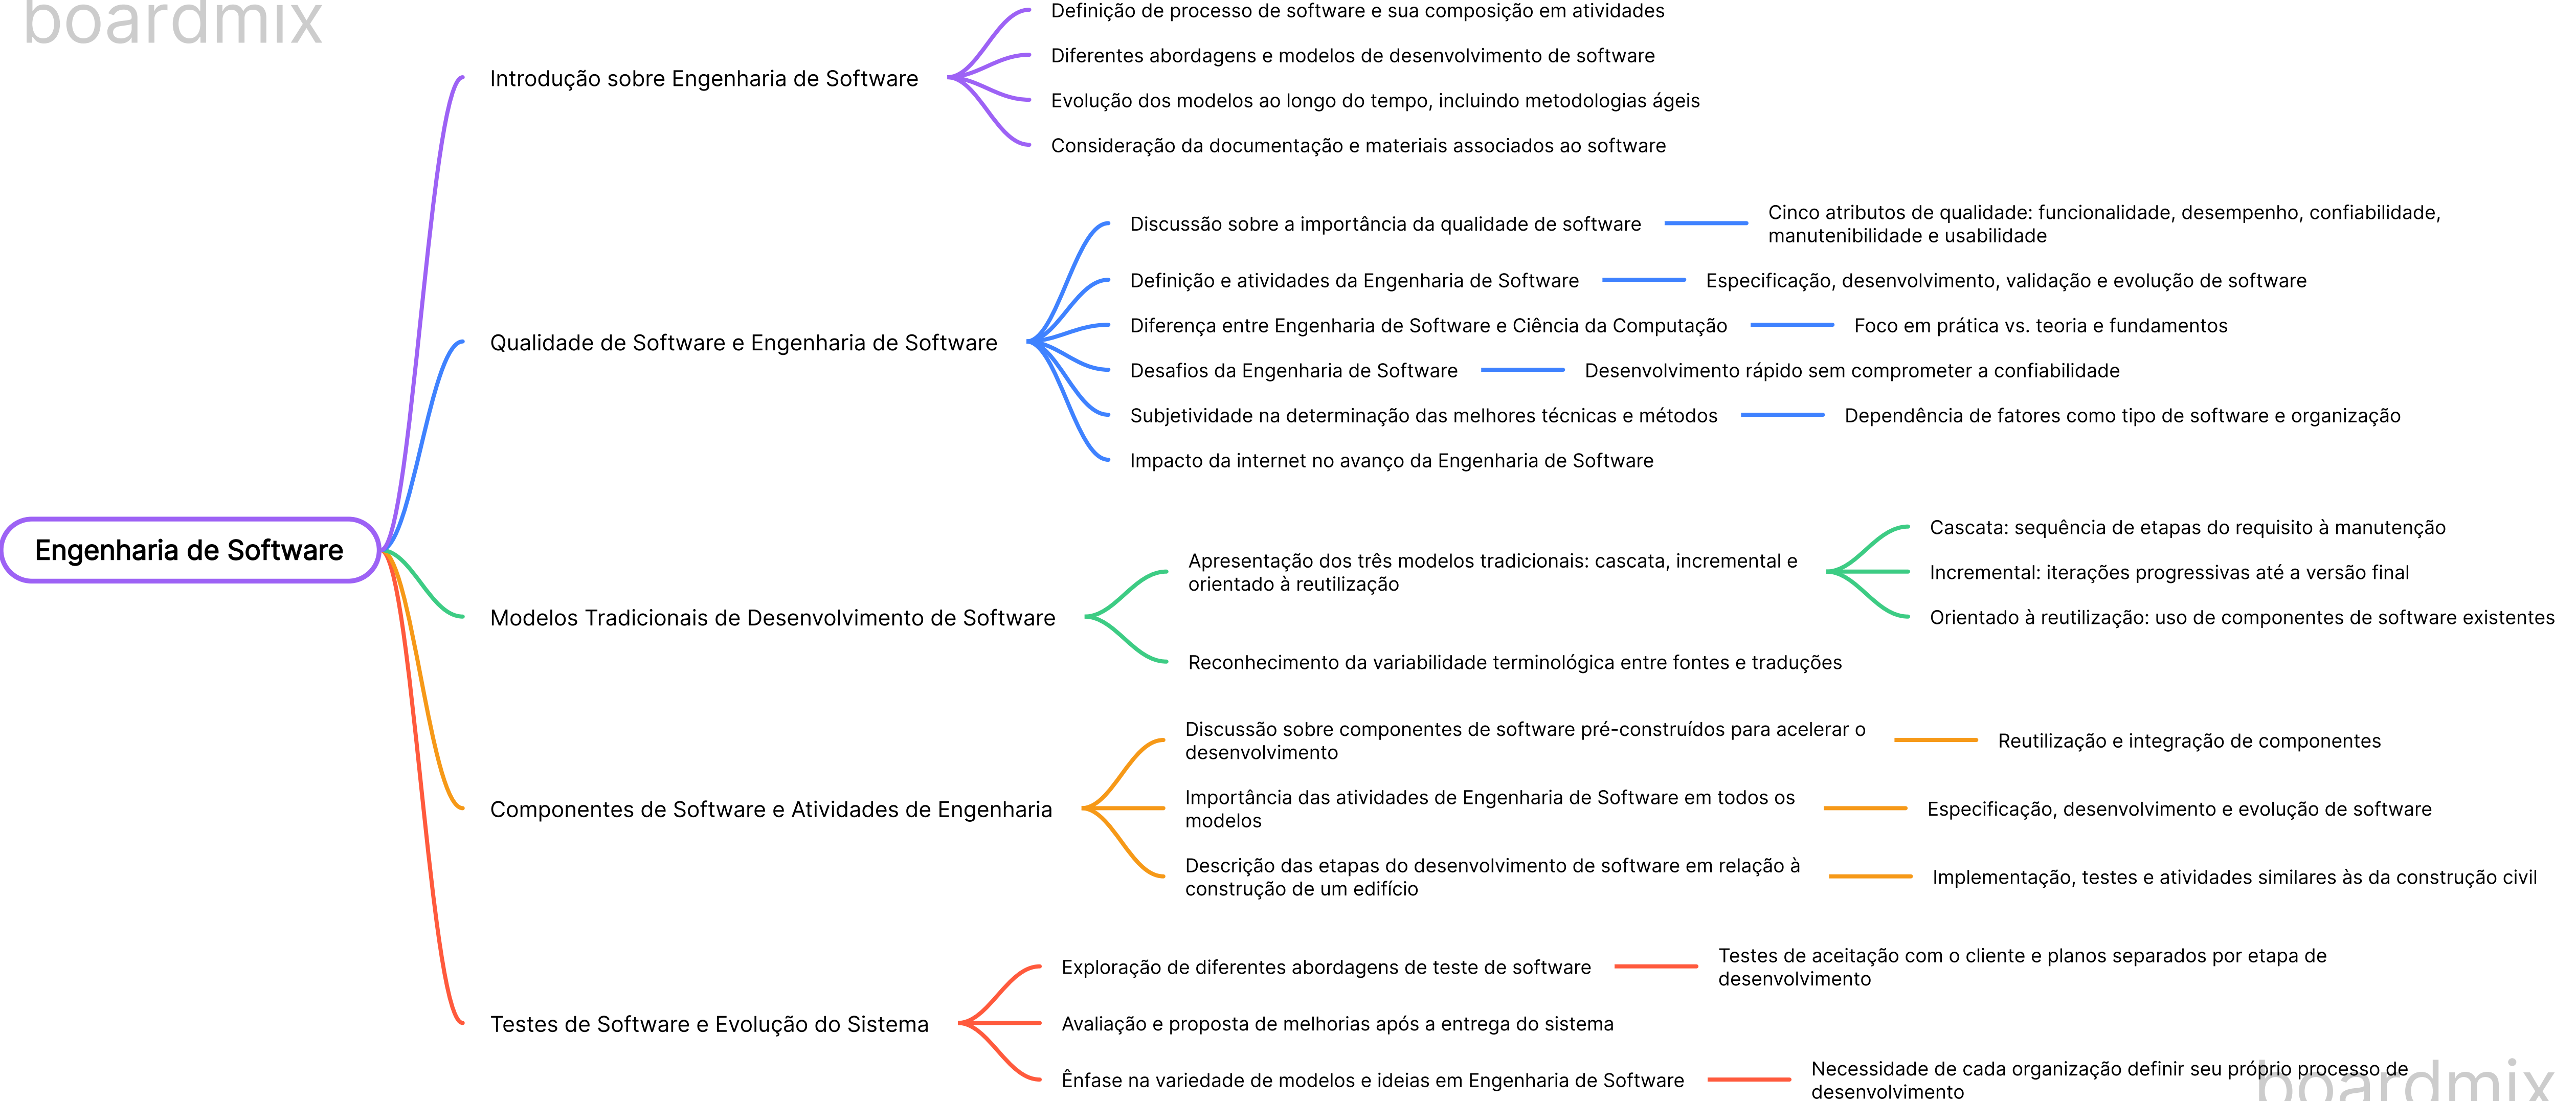 boardmix
Definição de processo de software e sua composição em atividades
Diferentes abordagens e modelos de desenvolvimento de software
Introdução sobre Engenharia de Software
Evolução dos modelos ao longo do tempo, incluindo metodologias ágeis
Consideração da documentação e materiais associados ao software
Discussão sobre a importância da qualidade de software
Cinco atributos de qualidade: funcionalidade, desempenho, confiabilidade,
manutenibilidade e usabilidade
Definição e atividades da Engenharia de Software
Especificação, desenvolvimento, validação e evolução de software
Diferença entre Engenharia de Software e Ciência da Computação
Foco em prática vs. teoria e fundamentos
Qualidade de Software e Engenharia de Software
Desafios da Engenharia de Software
Desenvolvimento rápido sem comprometer a confiabilidade
Subjetividade na determinação das melhores técnicas e métodos
Dependência de fatores como tipo de software e organização
Impacto da internet no avanço da Engenharia de Software
Engenharia de Software
Modelos Tradicionais de Desenvolvimento de Software
Apresentação dos três modelos tradicionais: cascata, incremental e
orientado à reutilização
Cascata: sequência de etapas do requisito à manutenção
Incremental: iterações progressivas até a versão final
Orientado à reutilização: uso de componentes de software existentes
Reconhecimento da variabilidade terminológica entre fontes e traduções
Componentes de Software e Atividades de Engenharia
Discussão sobre componentes de software pré-construídos para acelerar o
desenvolvimento
Reutilização e integração de componentes
Importância das atividades de Engenharia de Software em todos os
modelos
Especificação, desenvolvimento e evolução de software
Descrição das etapas do desenvolvimento de software em relação à
construção de um edifício
Implementação, testes e atividades similares às da construção civil
Testes de Software e Evolução do Sistema
Exploração de diferentes abordagens de teste de software
Testes de aceitação com o cliente e planos separados por etapa de
desenvolvimento
Avaliação e proposta de melhorias após a entrega do sistema
Ênfase na variedade de modelos e ideias em Engenharia de Software
Necessidade de cada organização definir seu próprio processo de
desenvolvimento
boardmix